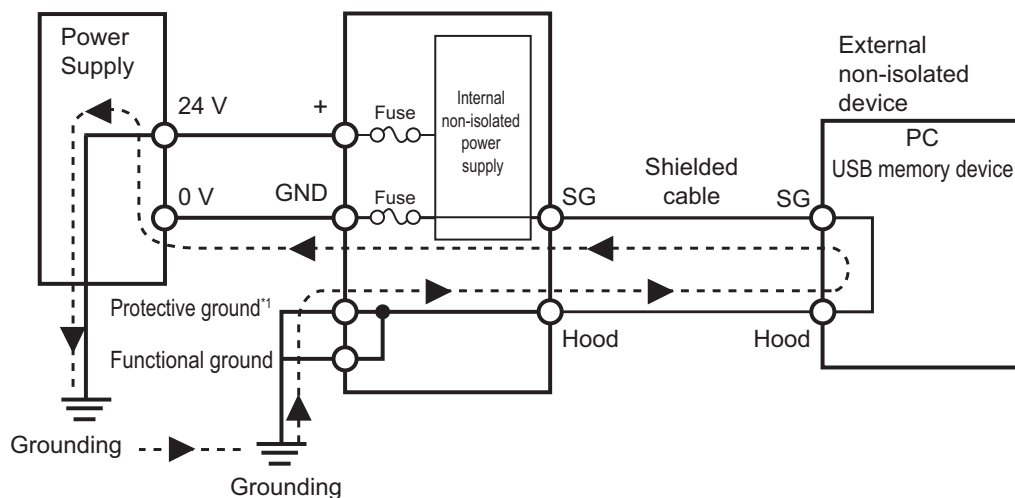 Power
Supply
24 V
+
Fuse
Internal
non-isolated
power
supply
External
non-isolated
device
PC
USB memory device
0 V
GND
Fuse
SG
Shielded
cable
SG
Protective ground*1
Functional ground
Hood
Hood
Grounding
Grounding